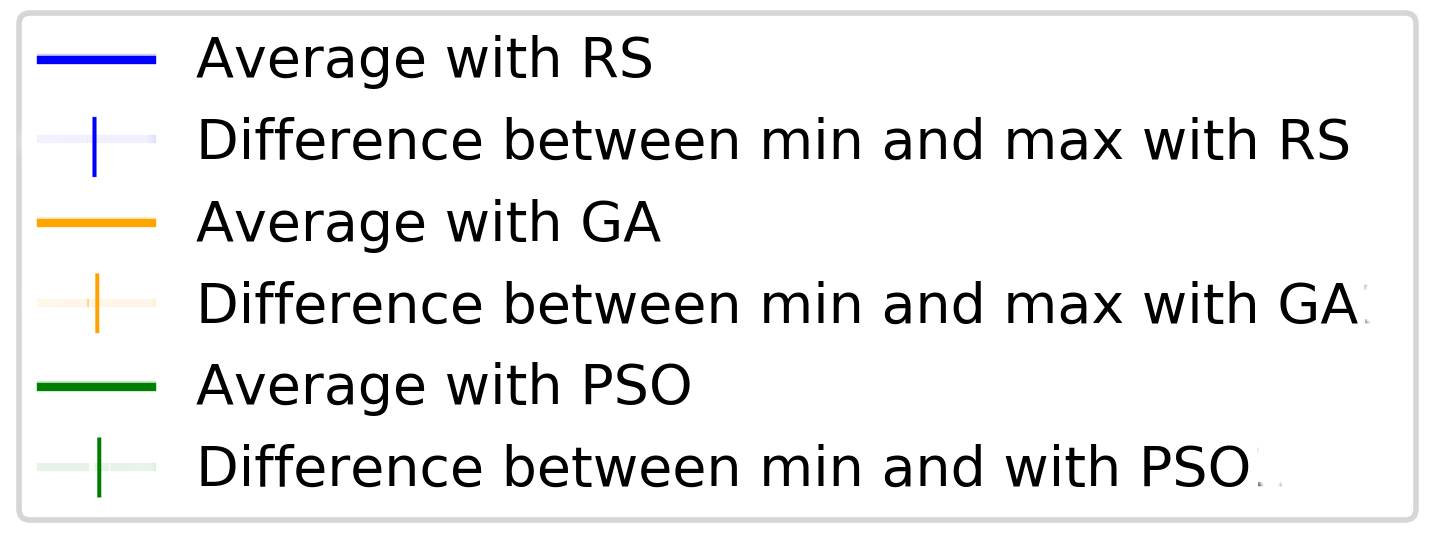 Average with RS
Difference between min and max with RS
Average with GA
Difference between min and max with GA
Average with PSO
Difference between min and with PSO